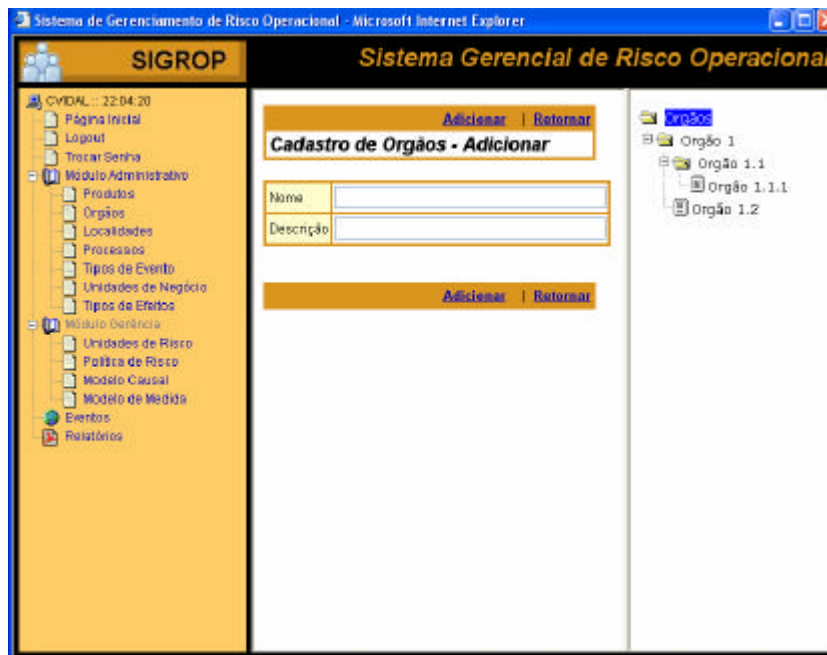 Sistema de Gerenciamento de Risco Operacional - Microsoft Internet Explorer
SIGROP
Sistema Gerencial de Risco Operacional
CVIDAL :: 22:04:20
Página Inicial
Logout
Trocar Senha
Módulo Administrativo
Produtos
Orgãos
Localidades
Processos
Tipos de Evento
Unidades de Negócio
Tipos de Efeitos
Módulo Gerência
Unidades de Risco
Política de Risco
Modelo Causal
Modelo de Medida
Eventos
Relatórios
Adicionar | Retornar
Cadastro de Orgãos - Adicionar
Nome
Descrição
Adicionar | Retornar
Orgãos
Orgão 1
Orgão 1.1
Orgão 1.1.1
Orgão 1.2